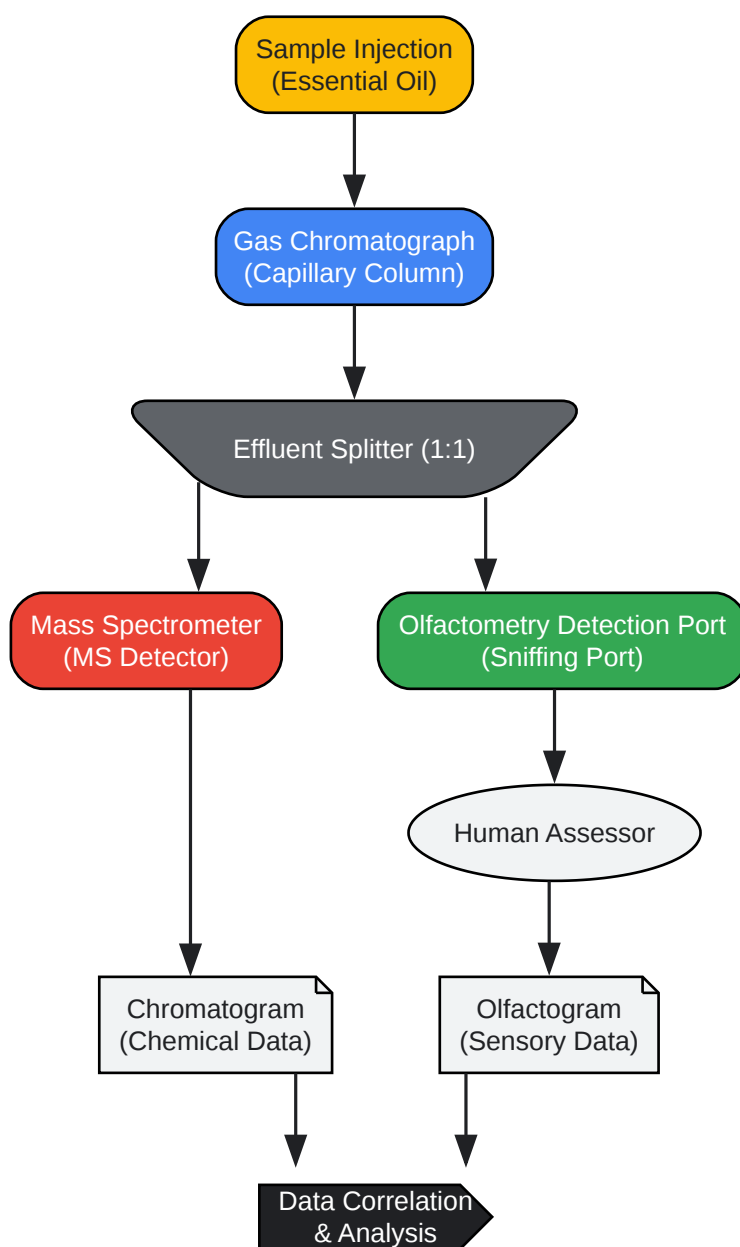 Sample Injection
(Essential Oil)
Gas Chromatograph
(Capillary Column)
Effluent Splitter (1:1)
Mass Spectrometer
(MS Detector)
Olfactometry Detection Port
(Sniffing Port)
Human Assessor
Chromatogram
(Chemical Data)
Olfactogram
(Sensory Data)
Data Correlation
& Analysis